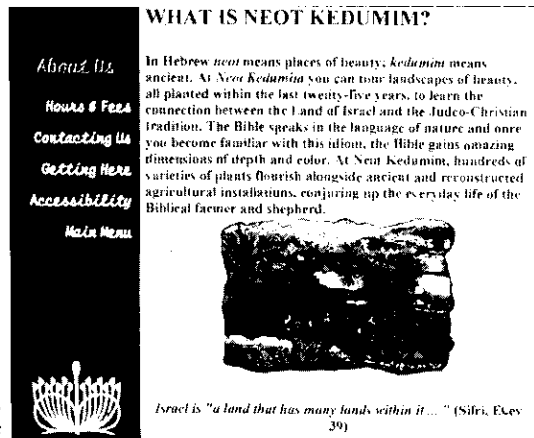 WHAT IS NEOT KEDUMIM?
About Us
Hours & Fees
Contacting Us
Getting Here
Accessibility
Main Menu
In Hebrew neot means places of beauty; kedumim means
ancient. At Neot Kedumim you can tour landscapes of beauty,
all planted within the last twenty-five years, to learn the
connection between the Land of Israel and the Judeo-Christian
tradition. The Bible speaks in the language of nature and once
you become familiar with this idiom, the Bible gains amazing
dimensions of depth and color. At Neot Kedumim, hundreds of
varieties of plants flourish alongside ancient and reconstructed
agricultural installations, conjuring up the everyday life of the
Biblical farmer and shepherd.
Israel is "a land that has many lands within it ... " (Sifri, Ekev
39)